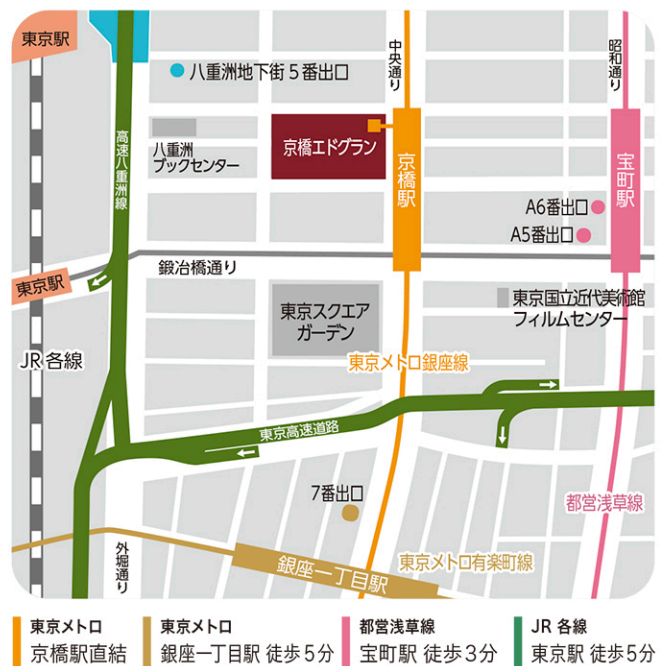 東京駅
中央通り
昭和通り
八重洲地下街 5 番出口
高速八重洲線
八重洲
ブックセンター
京橋エドグラン
京橋駅
宝町駅
A6番出口
A5番出口
鍛冶橋通り
東京駅
東京スクエア
ガーデン
東京国立近代美術館
フィルムセンター
JR 各線
東京メトロ銀座線
東京高速道路
7番出口
都営浅草線
外堀通り
銀座一丁目駅
東京メトロ有楽町線
東京メトロ
京橋駅直結
東京メトロ
銀座一丁目駅 徒歩5分
都営浅草線
宝町駅 徒歩3分
JR 各線
東京駅 徒歩5分